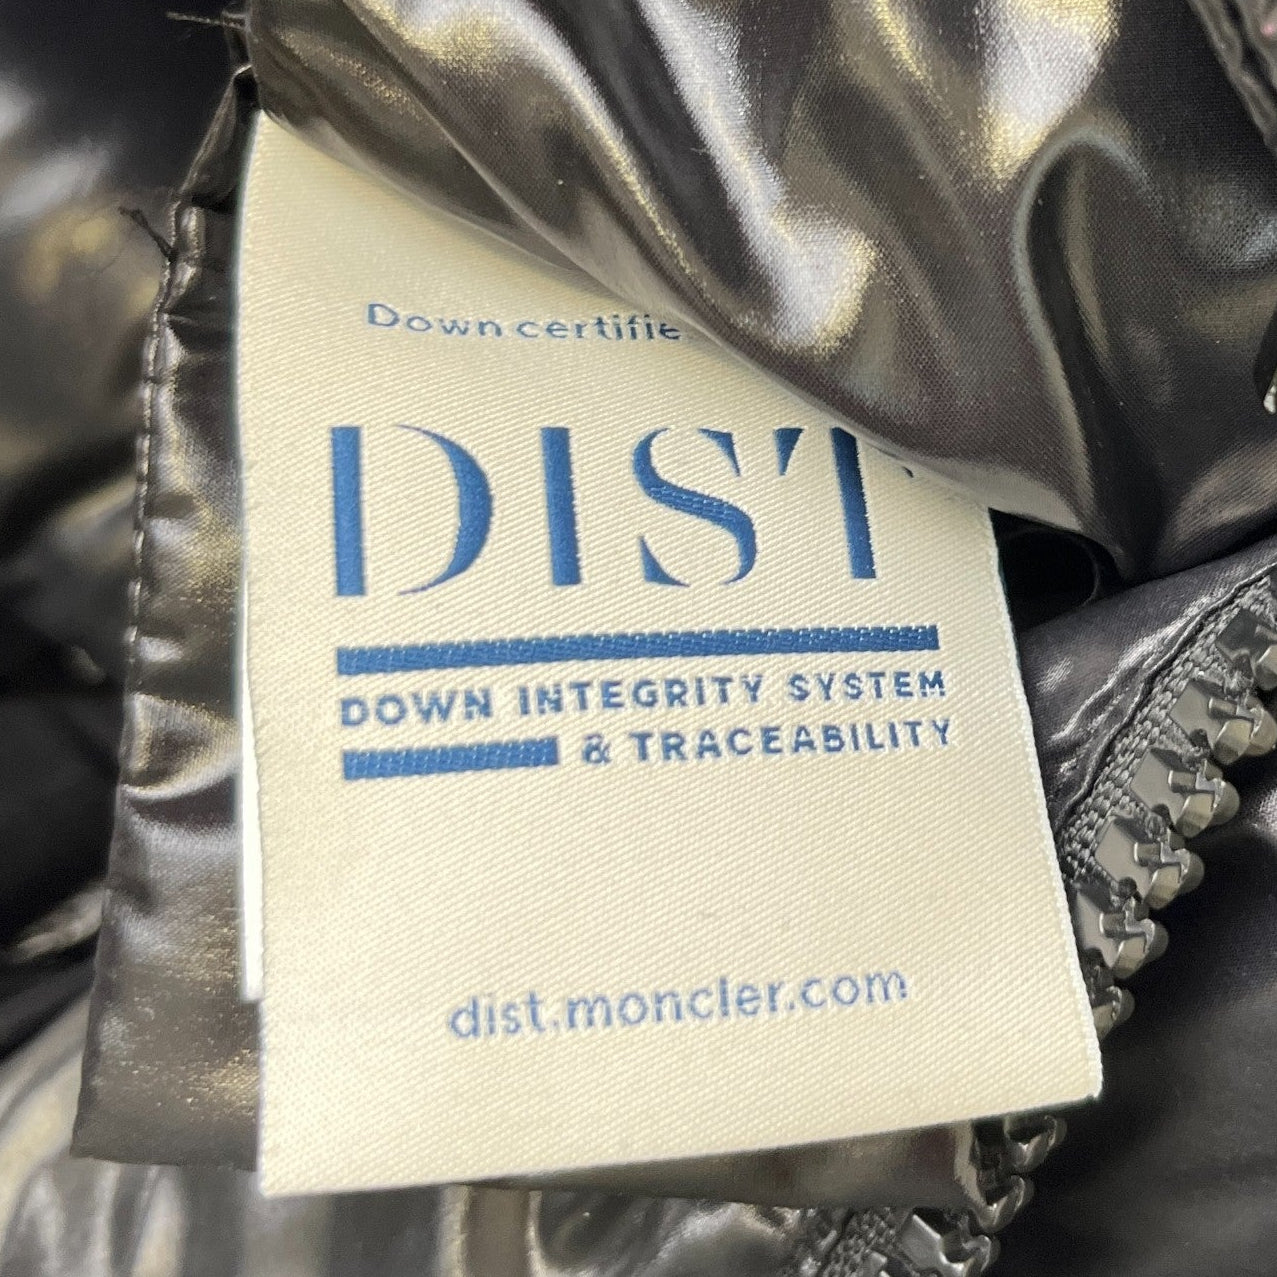 Down certifie
DIST
DOWN INTEGRITY SYSTEM
& TRACEABILITY
dist.moncler.com